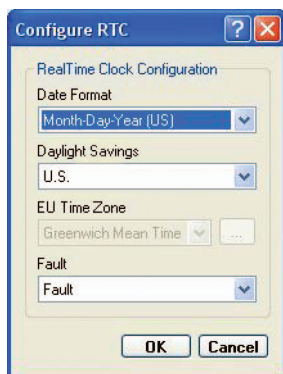 Configure RTC
RealTime Clock Configuration
Date Format
Month-Day-Year (US)
Daylight Savings
U.S.
EU Time Zone
Greenwich Mean Time
...
Fault
Fault
OK Cancel